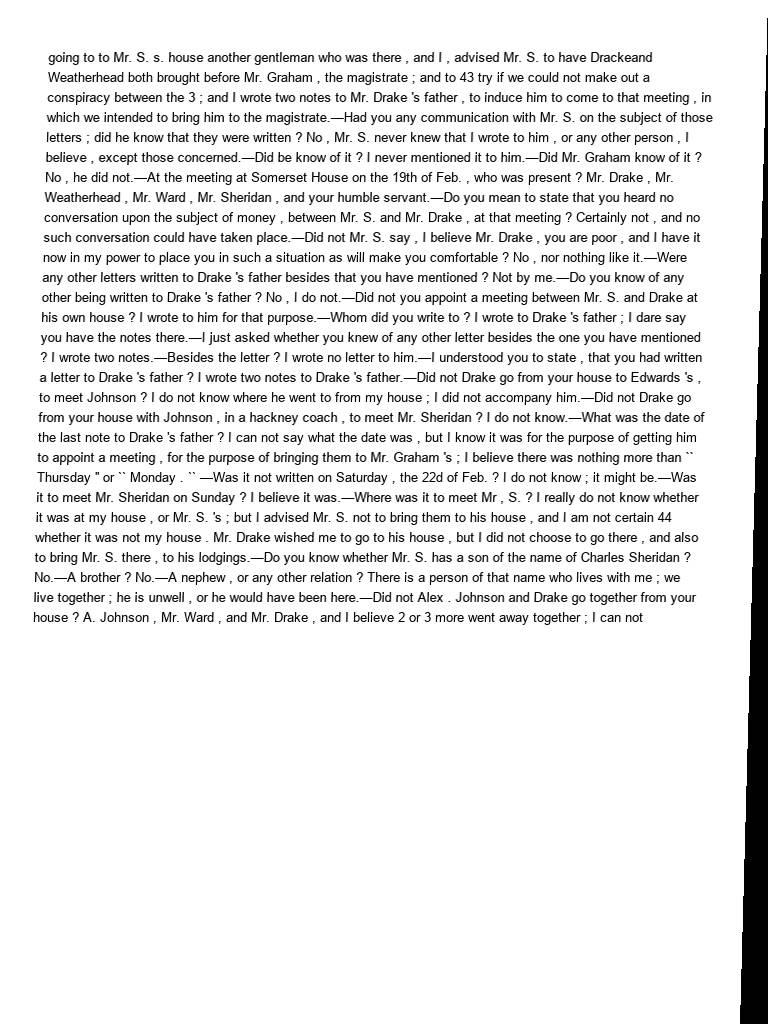 going to to Mr. S. s. house another gentleman who was there , and I , advised Mr. S. to have Drackeand
Weatherhead both brought before Mr. Graham , the magistrate ; and to 43 try if we could not make out a
conspiracy between the 3 ; and I wrote two notes to Mr. Drake 's father , to induce him to come to that meeting , in
which we intended to bring him to the magistrate.—Had you any communication with Mr. S. on the subject of those
letters ; did he know that they were written ? No , Mr. S. never knew that I wrote to him , or any other person , I
believe , except those concerned.—Did be know of it ? I never mentioned it to him.—Did Mr. Graham know of it ?
No , he did not.—At the meeting at Somerset House on the 19th of Feb. , who was present ? Mr. Drake , Mr.
Weatherhead , Mr. Ward , Mr. Sheridan , and your humble servant.—Do you mean to state that you heard no
conversation upon the subject of money , between Mr. S. and Mr. Drake , at that meeting ? Certainly not , and no
such conversation could have taken place.—Did not Mr. S. say , I believe Mr. Drake , you are poor , and I have it
now in my power to place you in such a situation as will make you comfortable ? No , nor nothing like it.—Were
any other letters written to Drake 's father besides that you have mentioned ? Not by me.—Do you know of any
other being written to Drake 's father ? No , I do not.—Did not you appoint a meeting between Mr. S. and Drake at
his own house ? I wrote to him for that purpose.—Whom did you write to ? I wrote to Drake 's father ; I dare say
you have the notes there.—I just asked whether you knew of any other letter besides the one you have mentioned
? I wrote two notes.—Besides the letter ? I wrote no letter to him.—I understood you to state , that you had written
a letter to Drake 's father ? I wrote two notes to Drake 's father.—Did not Drake go from your house to Edwards 's ,
to meet Johnson ? I do not know where he went to from my house ; I did not accompany him.—Did not Drake go
from your house with Johnson , in a hackney coach , to meet Mr. Sheridan ? I do not know.—What was the date of
the last note to Drake 's father ? I can not say what the date was , but I know it was for the purpose of getting him
to appoint a meeting , for the purpose of bringing them to Mr. Graham 's ; I believe there was nothing more than ``
Thursday " or `` Monday . `` —Was it not written on Saturday , the 22d of Feb. ? I do not know ; it might be.—Was
it to meet Mr. Sheridan on Sunday ? I believe it was.—Where was it to meet Mr , S. ? I really do not know whether
it was at my house , or Mr. S. 's ; but I advised Mr. S. not to bring them to his house , and I am not certain 44
whether it was not my house . Mr. Drake wished me to go to his house , but I did not choose to go there , and also
to bring Mr. S. there , to his lodgings.—Do you know whether Mr. S. has a son of the name of Charles Sheridan ?
No.—A brother ? No.—A nephew , or any other relation ? There is a person of that name who lives with me ; we
live together ; he is unwell , or he would have been here.—Did not Alex . Johnson and Drake go together from your
house ? A. Johnson , Mr. Ward , and Mr. Drake , and I believe 2 or 3 more went away together ; I can not